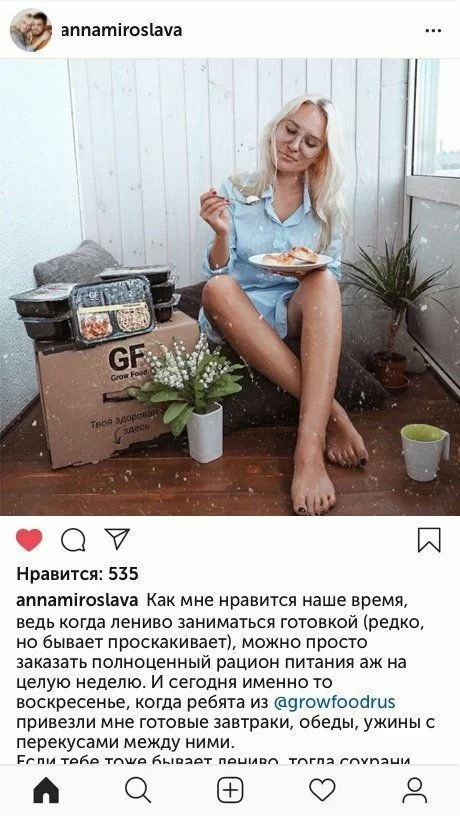 annamiroslava
GF
GF
Grow Food
Твоя здоровая
здесь
Нравится: 535
annamiroslava Как мне нравится наше время,
ведь когда лениво заниматься готовкой (редко,
но бывает проскакивает), можно просто
заказать полноценный рацион питания аж на
целую неделю. И сегодня именно то
воскресенье, когда ребята из @growfoodrus
привезли мне готовые завтраки, обеды, ужины с
перекусами между ними.
Если тебе тоже бывает лениво, тогда сохрани